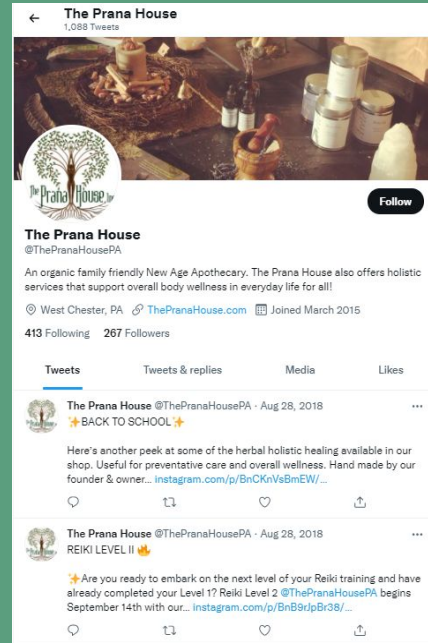 The Prana House
1,088 Tweets
The Prana House, LLC
Follow
The Prana House
@ThePranaHousePA
An organic family friendly New Age Apothecary. The Prana House also offers holistic
services that support overall body wellness in everyday life for all!
West Chester, PA ThePranaHouse.com Joined March 2015
413 Following 267 Followers
Tweets Tweets & replies Media Likes
The Prana House @ThePranaHousePA · Aug 28, 2018
✨BACK TO SCHOOL✨
Here's another peek at some of the herbal holistic healing available in our
shop. Useful for preventative care and overall wellness. Hand made by our
founder & owner... instagram.com/p/BnCKnVsBmEW/...
The Prana House @ThePranaHousePA · Aug 28, 2018
REIKI LEVEL II 🔥
✨Are you ready to embark on the next level of your Reiki training and have
already completed your Level 1? Reiki Level 2 @ThePranaHousePA begins
September 14th with our... instagram.com/p/BnB9rJpBr38/...